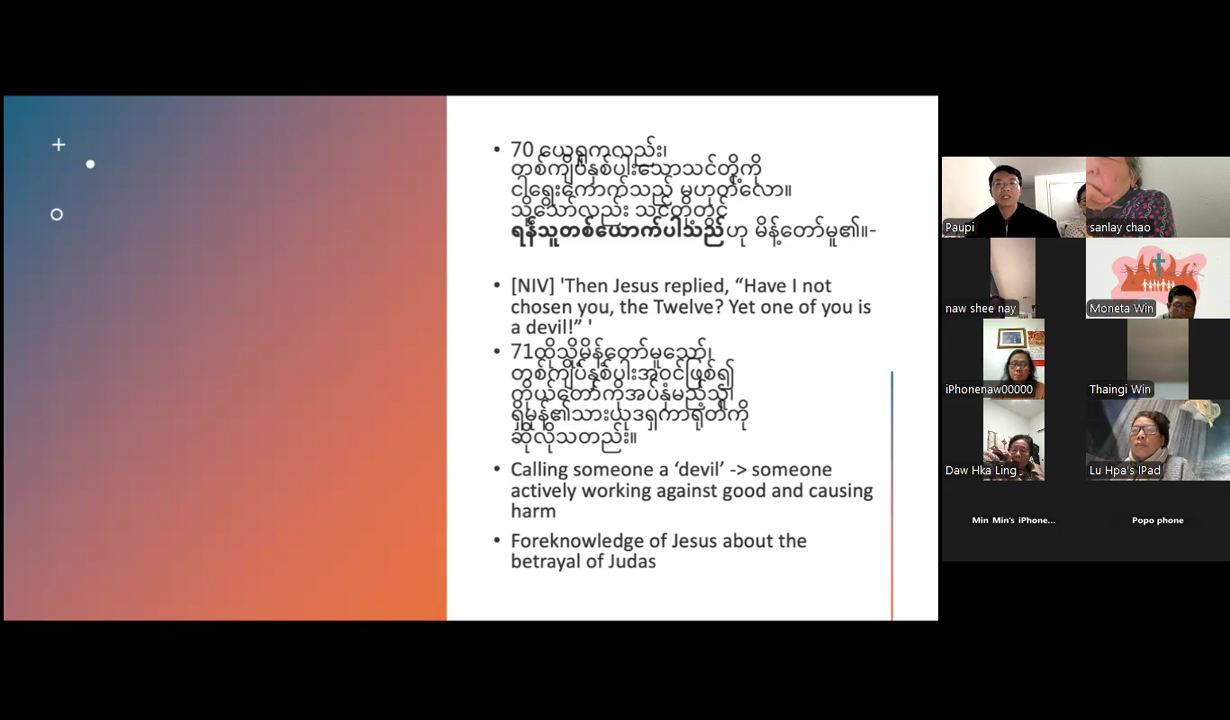 70 ယေရှုကလည်း၊
တစ်ကျိပ်နှစ်ပါးသောသင်တို့ကို
ငါရွေးကောက်သည် မဟုတ်လော။
သို့သော်လည်း သင်တို့တွင်
ရန်သူတစ်ယောက်ပါသည်ဟု မိန့်တော်မူ၏။-
[NIV] 'Then Jesus replied, “Have I not
chosen you, the Twelve? Yet one of you is
a devil!” '
71ထိုသို့မိန့်တော်မူသော်၊
တစ်ကျိပ်နှစ်ပါးအဝင်ဖြစ်၍
ကိုယ်တော်ကိုအပ်နှံမည့်သူ၊
ရှိမုန်၏သားယုဒရှကာရုတ်ကို
ဆိုလိုသတည်း။
Calling someone a ‘devil’ -> someone
actively working against good and causing
harm
Foreknowledge of Jesus about the
betrayal of Judas
Paupi
sanlay chao
naw shee nay
Moneta Win
iPhonenaw00000
Thaingi Win
Daw Hka Ling
Lu Hpa's IPad
Min Min's iPhone...
Popo phone